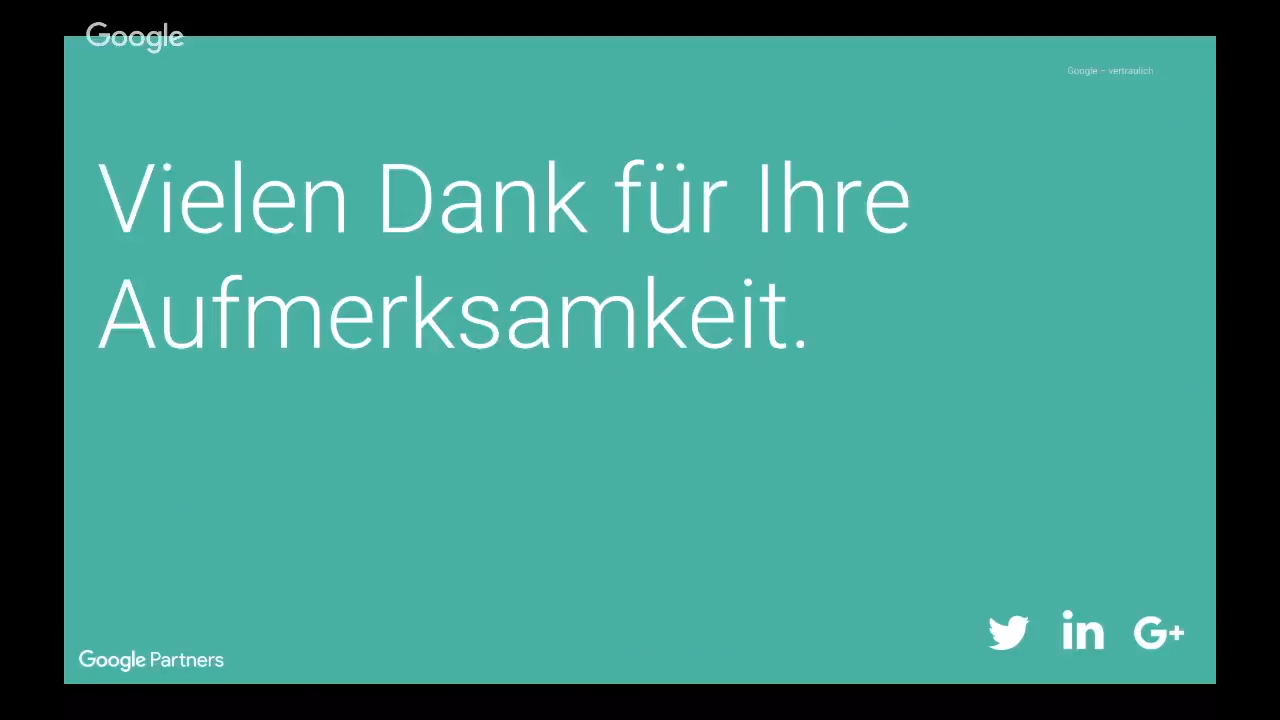 Google
Google – vertraulich
Vielen Dank für Ihre
Aufmerksamkeit.
in
G+
Google Partners